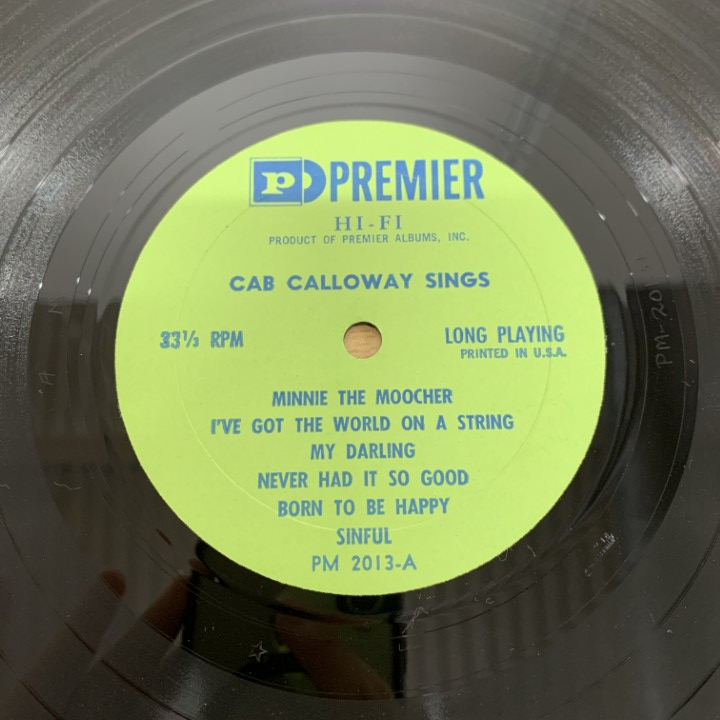 P PREMIER
HI-FI
PRODUCT OF PREMIER ALBUMS, INC.
CAB CALLOWAY SINGS
33⅓ RPM
LONG PLAYING
PRINTED IN U.S.A.
MINNIE THE MOOCHER
I'VE GOT THE WORLD ON A STRING
MY DARLING
NEVER HAD IT SO GOOD
BORN TO BE HAPPY
SINFUL
PM 2013-A